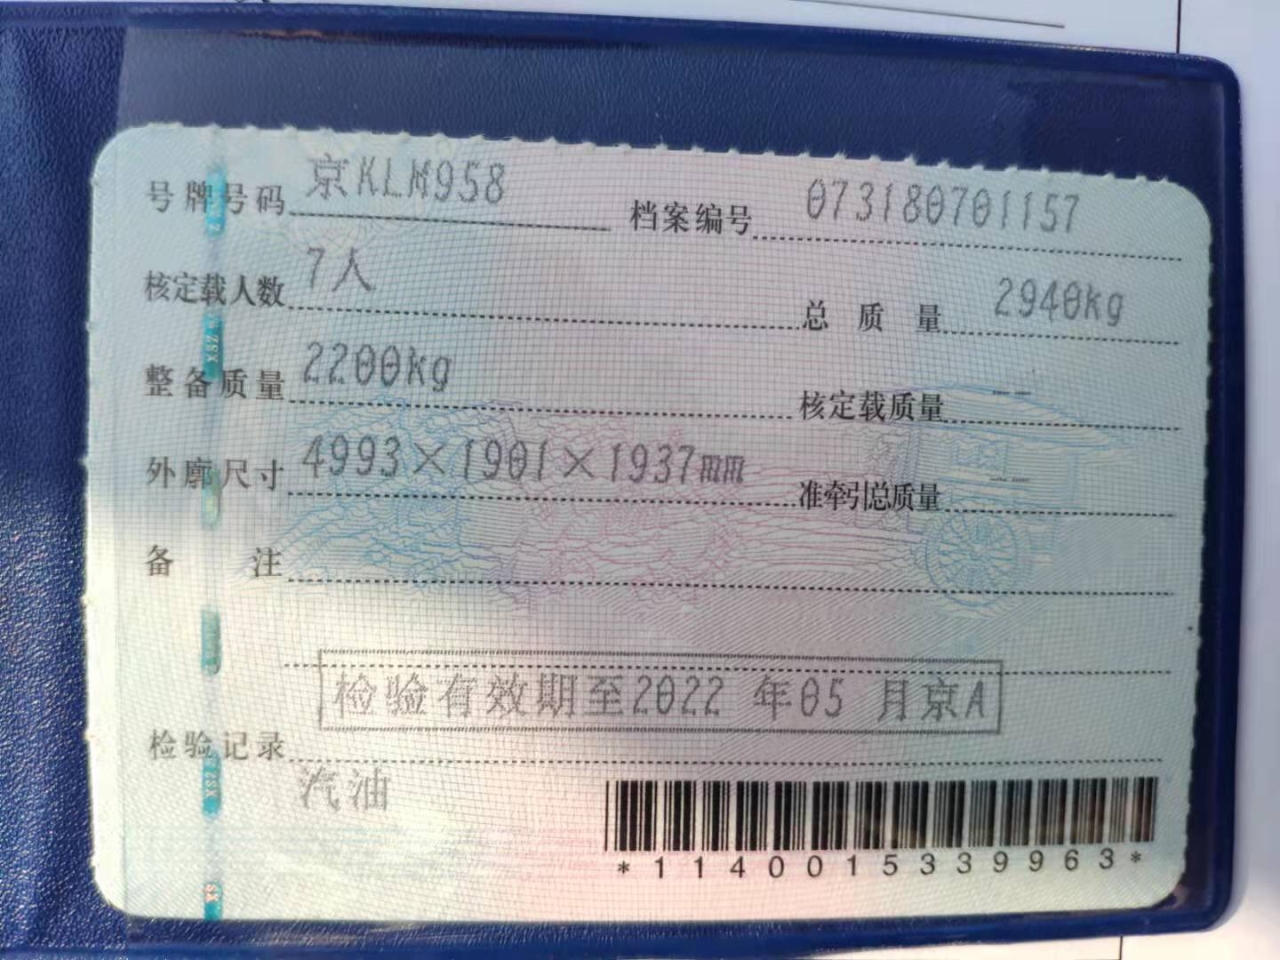 号牌号码 京KLM958 档案编号 073180701157
核定载人数 7人 总质量 2940kg
整备质量 2200kg 核定载质量 --
外廓尺寸 4993×1901×1937mm 准牵引总质量 --
备注
检验有效期至2022年05月京A
检验记录
汽油
*1140015339963*